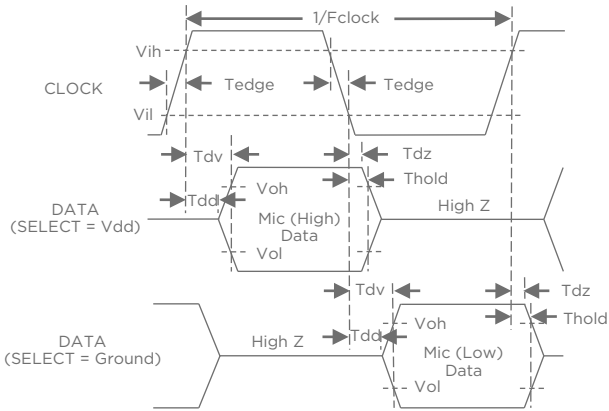 1/Fclock
Vih
CLOCK
Tedge
Tedge
Vil
Tdv
Tdz
Voh
Thold
Tdd
DATA
(SELECT = Vdd)
Mic (High)
Data
High Z
Vol
Tdv
Tdz
Voh
Thold
DATA
(SELECT = Ground)
High Z
Tdd
Mic (Low)
Data
Vol